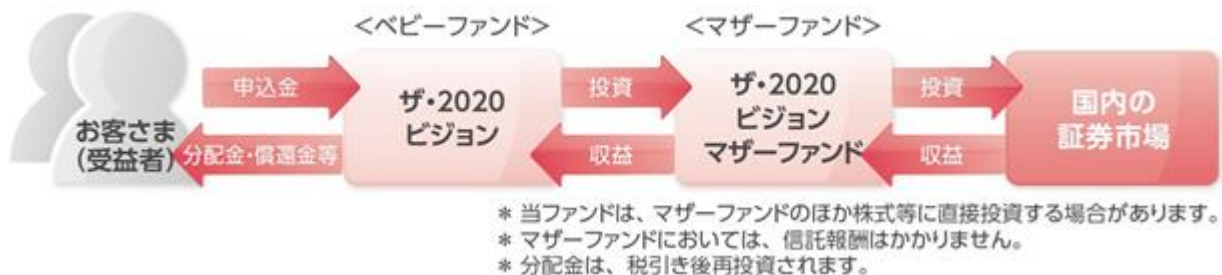 <ベビーファンド>
<マザーファンド>
お客さま
(受益者)
申込金
分配金・償還金等
ザ・2020
ビジョン
投資
収益
ザ・2020
ビジョン
マザーファンド
投資
収益
国内の
証券市場
* 当ファンドは、マザーファンドのほか株式等に直接投資する場合があります。
* マザーファンドにおいては、信託報酬はかかりません。
* 分配金は、税引き後再投資されます。